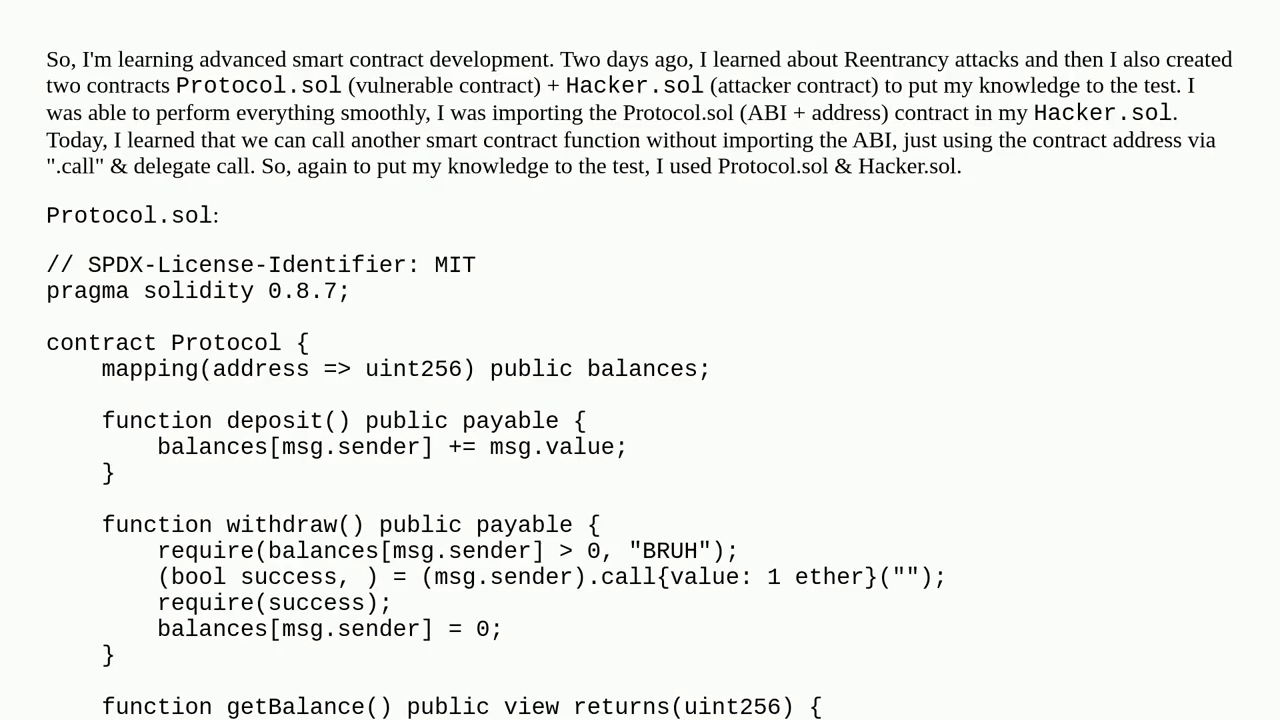 So, I'm learning advanced smart contract development. Two days ago, I learned about Reentrancy attacks and then I also created
two contracts Protocol.sol (vulnerable contract) + Hacker.sol (attacker contract) to put my knowledge to the test. I
was able to perform everything smoothly, I was importing the Protocol.sol (ABI + address) contract in my Hacker.sol.
Today, I learned that we can call another smart contract function without importing the ABI, just using the contract address via
".call" & delegate call. So, again to put my knowledge to the test, I used Protocol.sol & Hacker.sol.
Protocol.sol:
// SPDX-License-Identifier: MIT
pragma solidity 0.8.7;
contract Protocol {
    mapping(address => uint256) public balances;
    function deposit() public payable {
        balances[msg.sender] += msg.value;
    }
    function withdraw() public payable {
        require(balances[msg.sender] > 0, "BRUH");
        (bool success, ) = (msg.sender).call{value: 1 ether}("");
        require(success);
        balances[msg.sender] = 0;
    }
    function getBalance() public view returns(uint256) {